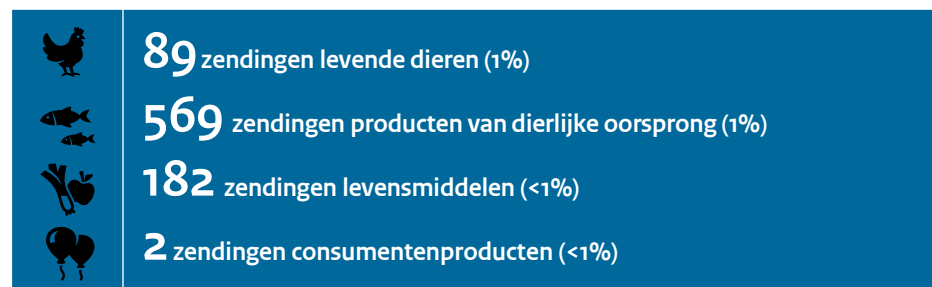 89 zendingen levende dieren (1%)
569 zendingen producten van dierlijke oorsprong (1%)
182 zendingen levensmiddelen (<1%)
2 zendingen consumentenproducten (<1%)